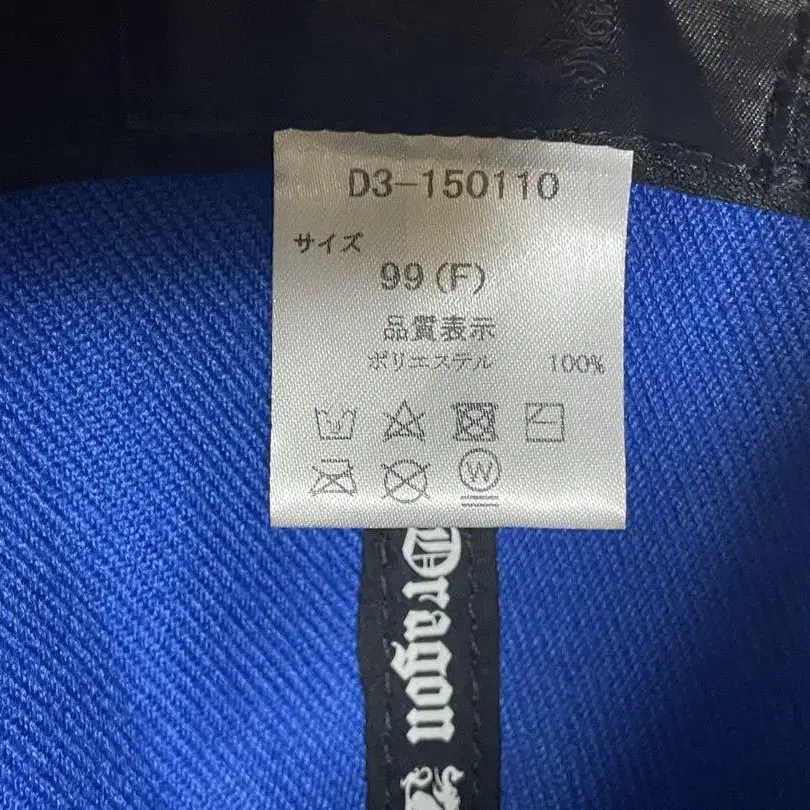 D3-150110
サイズ
99(F)
品質表示
ポリエステル 100%
W
Dragon